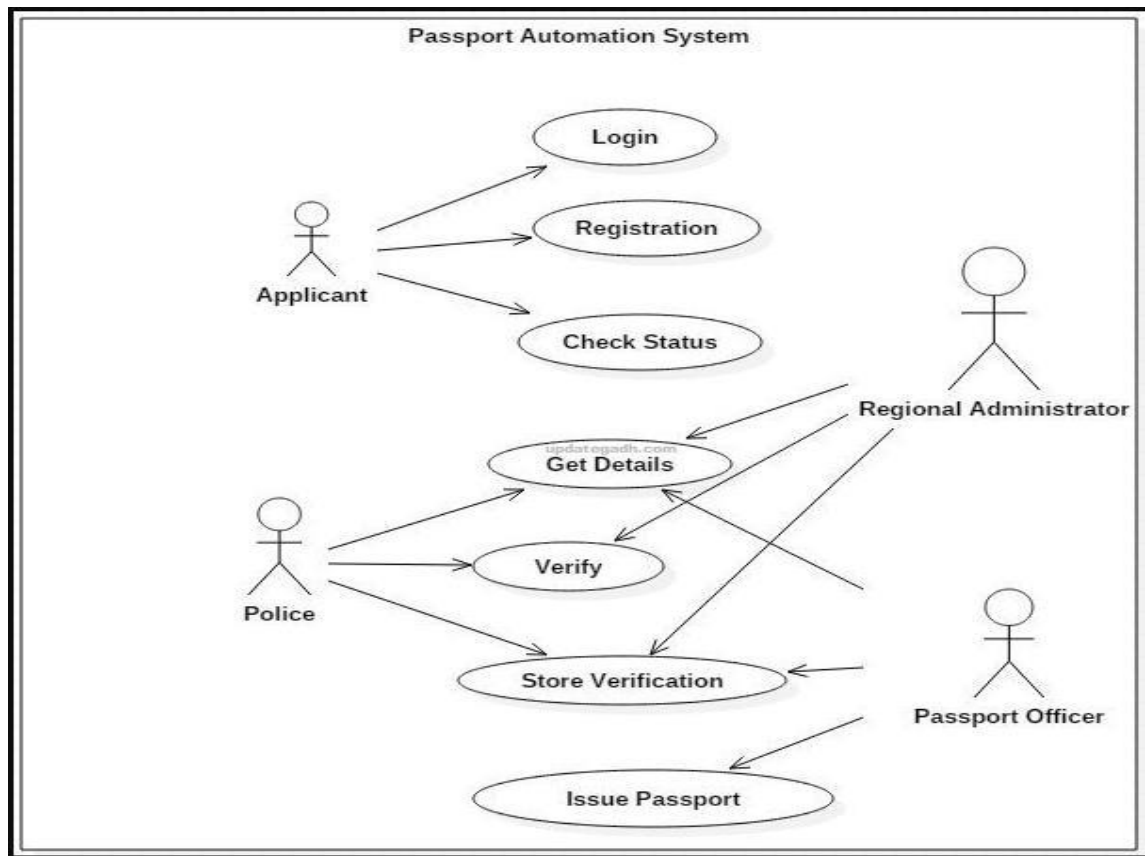 Passport Automation System
Login
Registration
Applicant
Check Status
Regional Administrator
updategadh.com
Get Details
Verify
Police
Store Verification
Passport Officer
Issue Passport